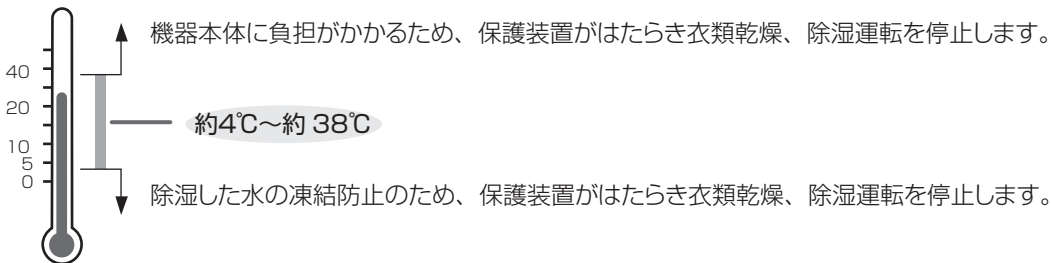 機器本体に負担がかかるため、保護装置がはたらき衣類乾燥、除湿運転を停止します。
40
20
約4℃～約 38℃
10
5
0
除湿した水の凍結防止のため、保護装置がはたらき衣類乾燥、除湿運転を停止します。